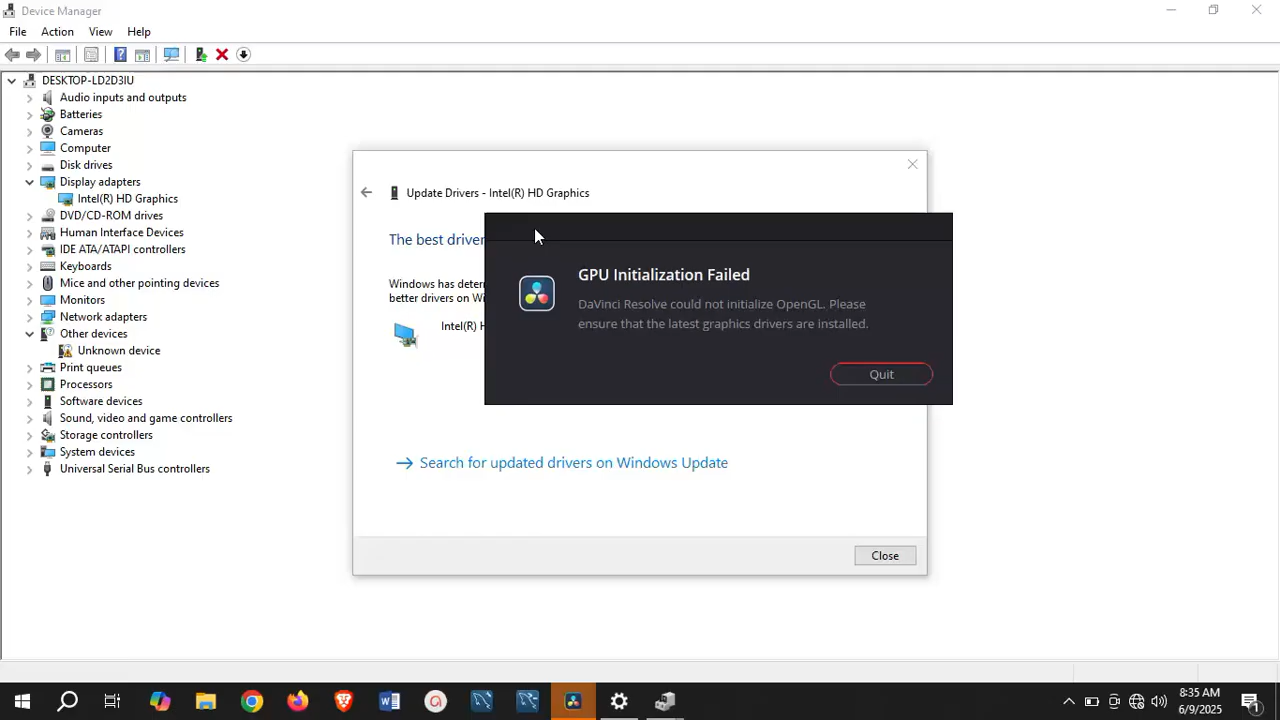 Device Manager
File Action View Help
DESKTOP-LD2D3IU
Audio inputs and outputs
Batteries
Cameras
Computer
Disk drives
Display adapters
Intel(R) HD Graphics
DVD/CD-ROM drives
Human Interface Devices
IDE ATA/ATAPI controllers
Keyboards
Mice and other pointing devices
Monitors
Network adapters
Other devices
Unknown device
Print queues
Processors
Software devices
Sound, video and game controllers
Storage controllers
System devices
Universal Serial Bus controllers
Update Drivers - Intel(R) HD Graphics
The best driver
Windows has deter
better drivers on Wi
Intel(R) H
GPU Initialization Failed
DaVinci Resolve could not initialize OpenGL. Please
ensure that the latest graphics drivers are installed.
Quit
Search for updated drivers on Windows Update
Close
8:35 AM
6/9/2025